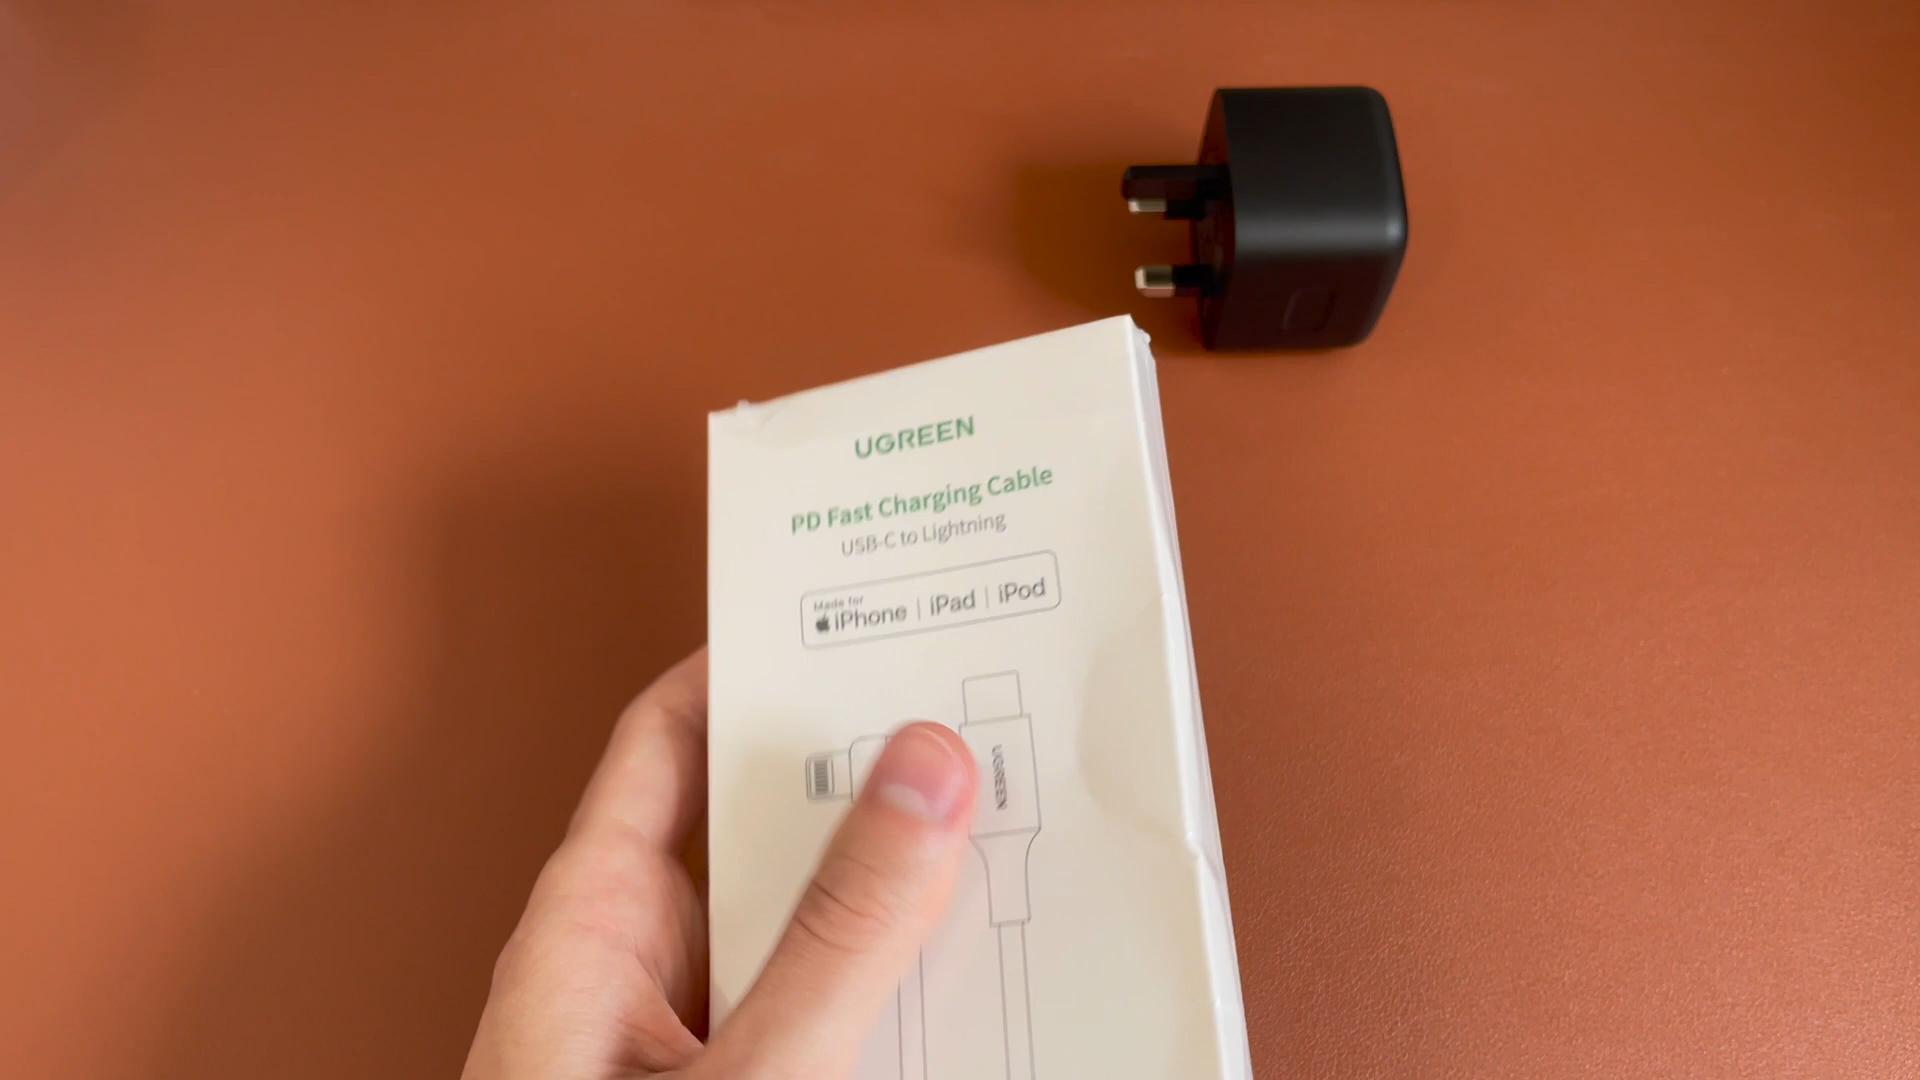 UGREEN
PD Fast Charging Cable
USB-C to Lightning
Made for
iPhone | iPad | iPod
UGREEN